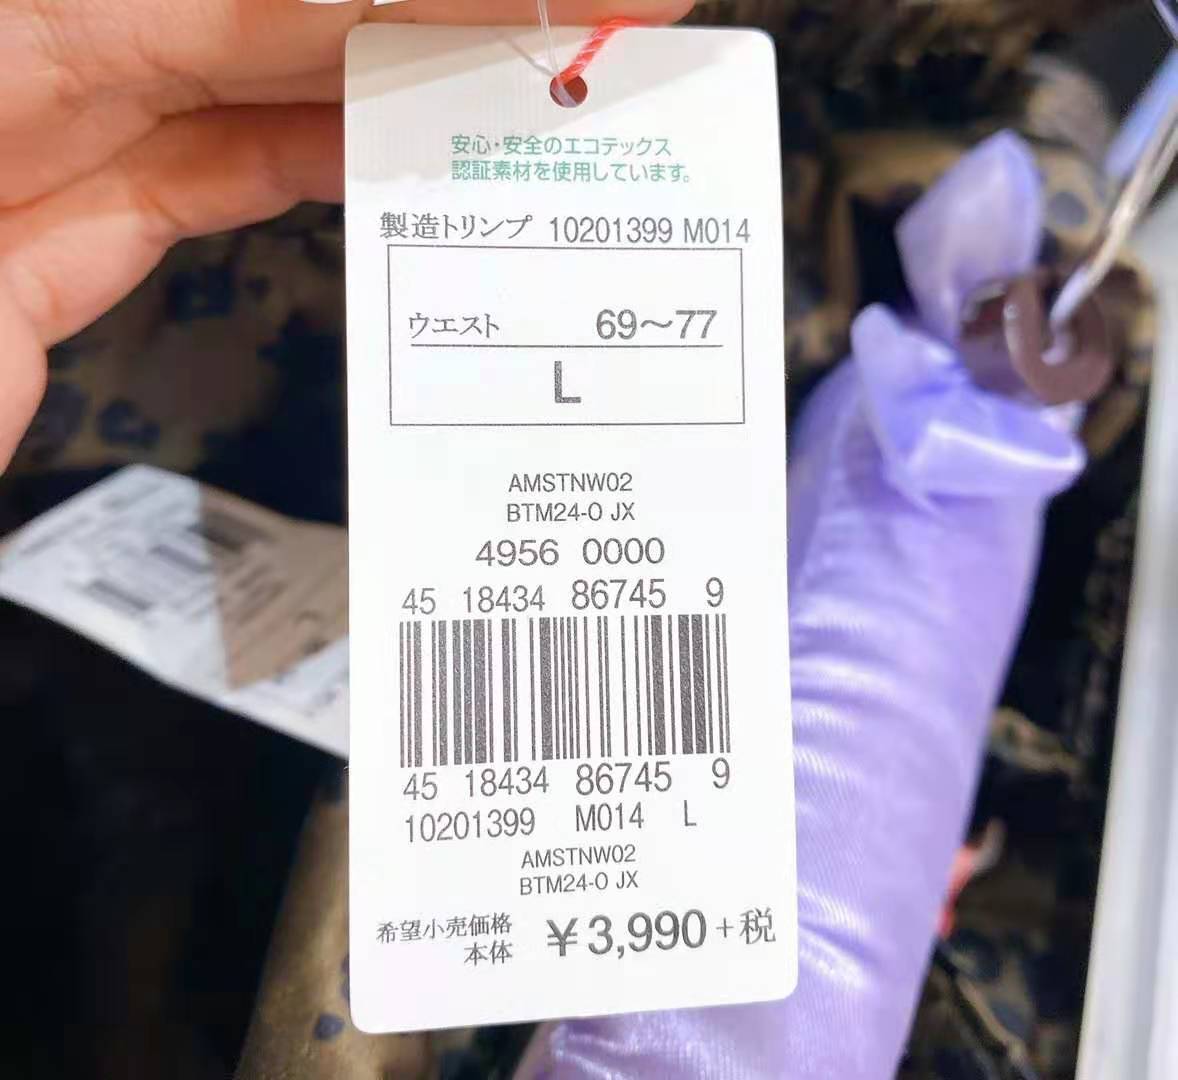 安心・安全のエコテックス
認証素材を使用しています。
製造トリンプ 10201399 M014
ウエスト 69〜77
L
AMSTNW02
BTM24-O JX
4956 0000
45 18434 86745 9
45 18434 86745 9
10201399 M014 L
AMSTNW02
BTM24-O JX
希望小売価格
本体 ¥3,990+税